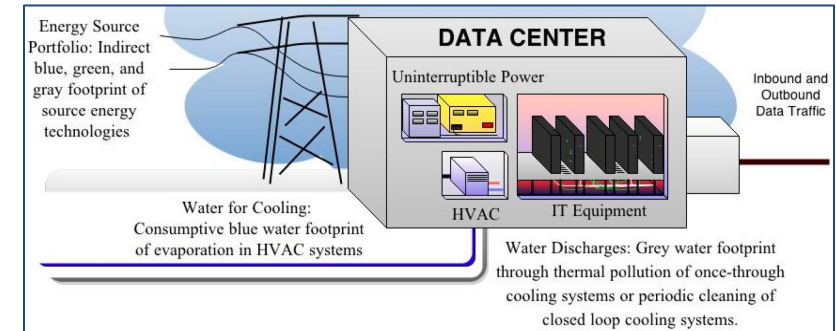 Energy Source
Portfolio: Indirect
blue, green, and
gray footprint of
source energy
technologies
DATA CENTER
Uninterruptible Power
HVAC
IT Equipment
Inbound and
Outbound
Data Traffic
Water for Cooling:
Consumptive blue water footprint
of evaporation in HVAC systems
Water Discharges: Grey water footprint
through thermal pollution of once-through
cooling systems or periodic cleaning of
closed loop cooling systems.